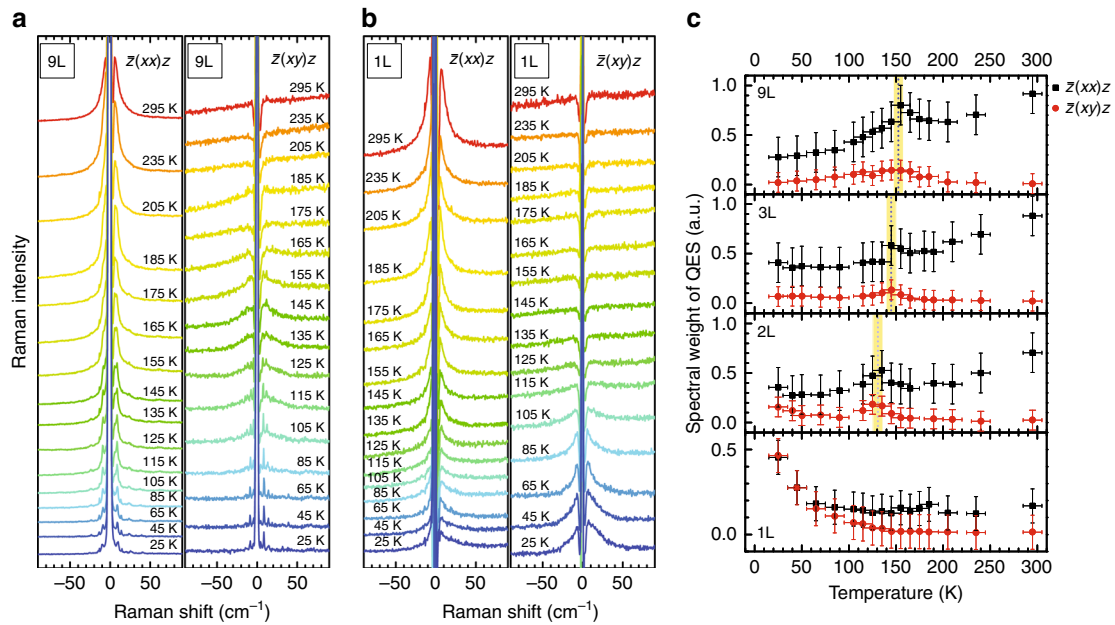 a
9L
z̄(xx)z
295 K
235 K
205 K
185 K
175 K
165 K
155 K
145 K
135 K
125 K
115 K
105 K
85 K
65 K
45 K
25 K
9L
z̄(xy)z
295 K
235 K
205 K
185 K
175 K
165 K
155 K
145 K
135 K
125 K
115 K
105 K
85 K
65 K
45 K
25 K
Raman intensity
−50 0 50
−50 0 50
Raman shift (cm⁻¹)
b
1L
z̄(xx)z
295 K
235 K
205 K
185 K
175 K
165 K
155 K
145 K
135 K
125 K
115 K
105 K
85 K
65 K
45 K
25 K
1L
z̄(xy)z
295 K
235 K
205 K
185 K
175 K
165 K
155 K
145 K
135 K
125 K
115 K
105 K
85 K
65 K
45 K
25 K
−50 0 50
−50 0 50
Raman shift (cm⁻¹)
c
0 50 100 150 200 250 300
z̄(xx)z
z̄(xy)z
9L
1.0
0.5
0.0
3L
1.0
0.5
0.0
2L
1.0
0.5
0.0
0.5
0.0
1L
Spectral weight of QES (a.u.)
0 50 100 150 200 250 300
Temperature (K)